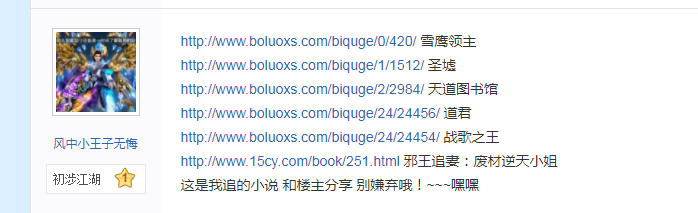 http://www.boluoxs.com/biquge/0/420/ 雪鹰领主
http://www.boluoxs.com/biquge/1/1512/ 圣墟
http://www.boluoxs.com/biquge/2/2984/ 天道图书馆
http://www.boluoxs.com/biquge/24/24456/ 道君
http://www.boluoxs.com/biquge/24/24454/ 战歌之王
http://www.15cy.com/book/251.html 邪王追妻：废材逆天小姐
这是我追的小说 和楼主分享 别嫌弃哦！~~~嘿嘿
风中小王子无悔
初涉江湖 1